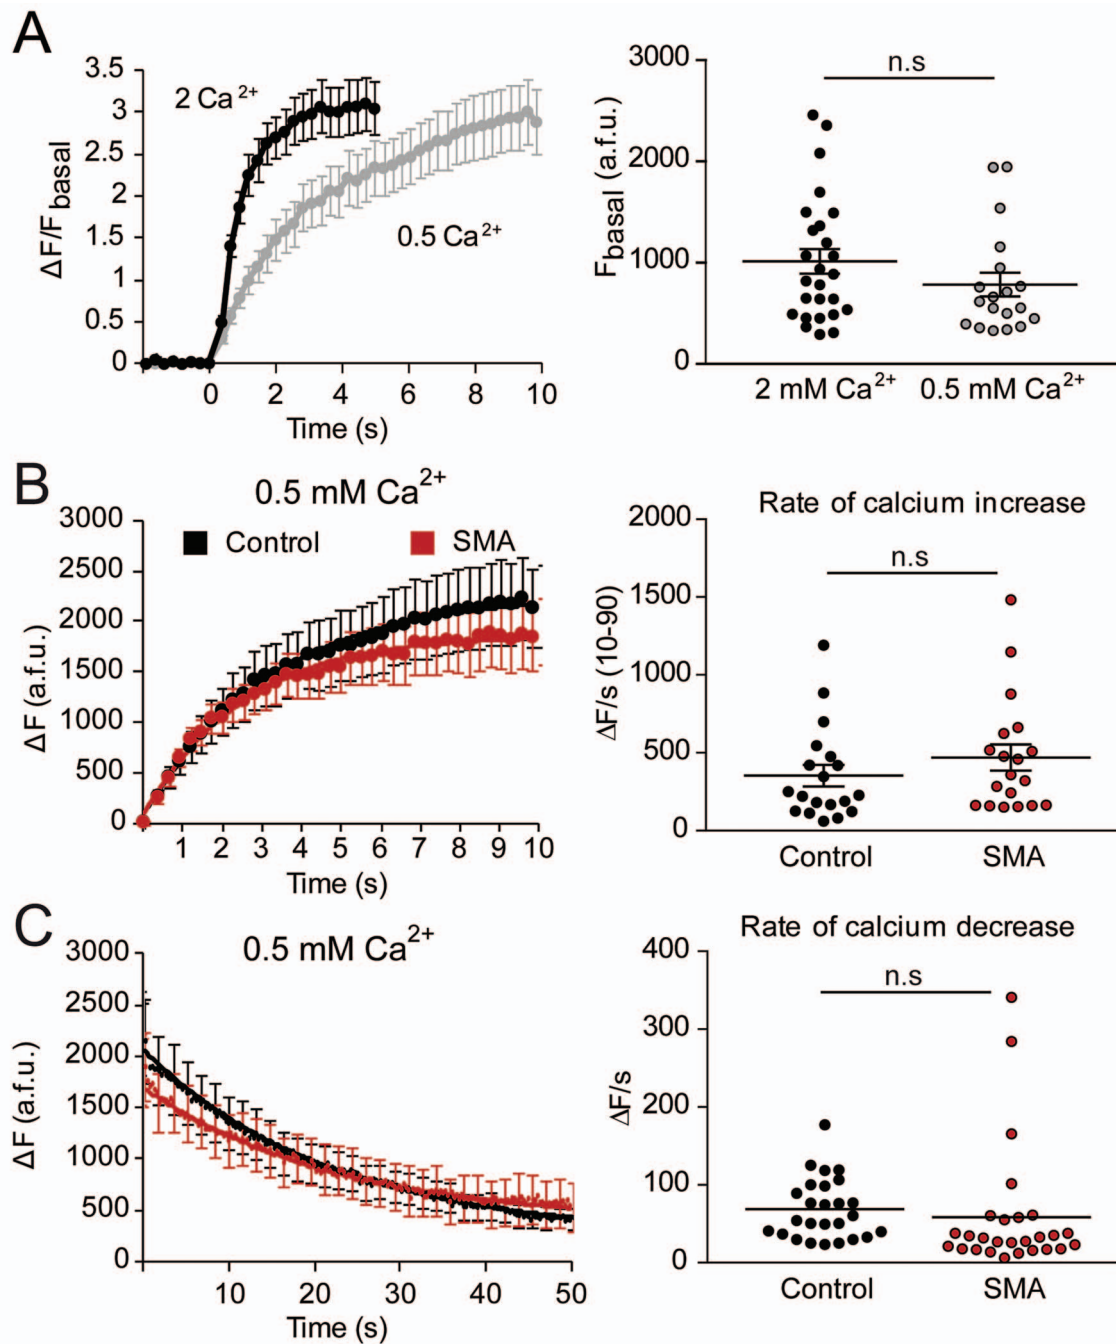 A
3.5
3
2.5
2
1.5
1
0.5
0
ΔF/F basal
2 Ca2+
0.5 Ca2+
0 2 4 6 8 10
Time (s)
3000
2000
1000
0
Fbasal (a.f.u.)
n.s
2 mM Ca2+ 0.5 mM Ca2+
B
0.5 mM Ca2+
3000
2500
2000
1500
1000
500
0
ΔF (a.f.u.)
Control SMA
1 2 3 4 5 6 7 8 9 10
Time (s)
Rate of calcium increase
2000
1500
1000
500
0
ΔF/s (10-90)
n.s
Control SMA
C
0.5 mM Ca2+
3000
2500
2000
1500
1000
500
0
ΔF (a.f.u.)
10 20 30 40 50
Time (s)
Rate of calcium decrease
400
300
200
100
0
ΔF/s
n.s
Control SMA